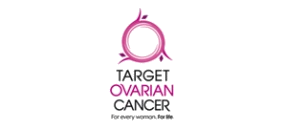 TARGET
OVARIAN
CANCER
For every woman. For life